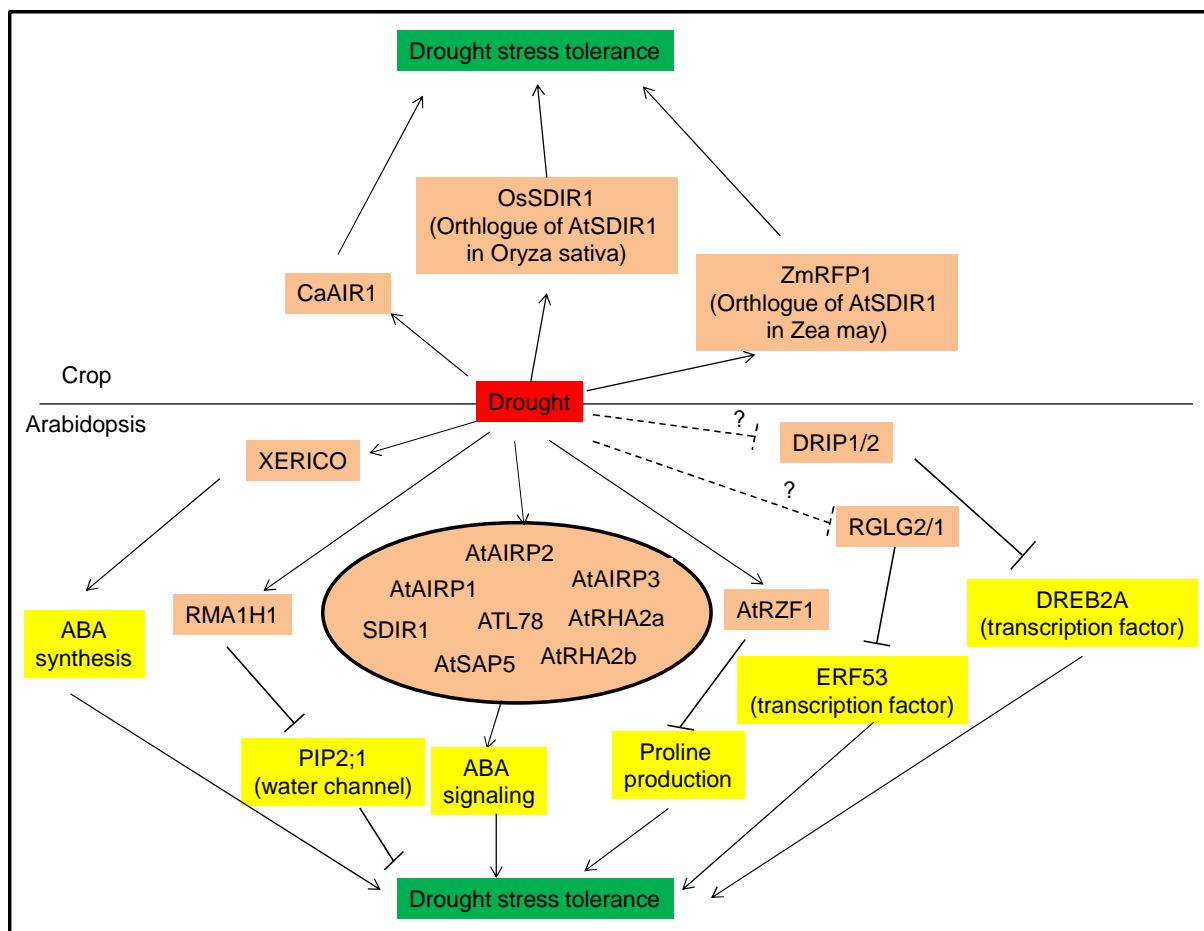 Drought stress tolerance
OsSDIR1
(Orthlogue of AtSDIR1
in Oryza sativa)
ZmRFP1
(Orthlogue of AtSDIR1
in Zea may)
CaAIR1
Crop
Drought
Arabidopsis
?
DRIP1/2
XERICO
?
RGLG2/1
AtAIRP2
AtAIRP3
AtAIRP1
RMA1H1
SDIR1
ATL78
AtRHA2a
AtSAP5
AtRHA2b
AtRZF1
DREB2A
(transcription factor)
ABA
synthesis
ERF53
(transcription factor)
PIP2;1
(water channel)
ABA
signaling
Proline
production
Drought stress tolerance